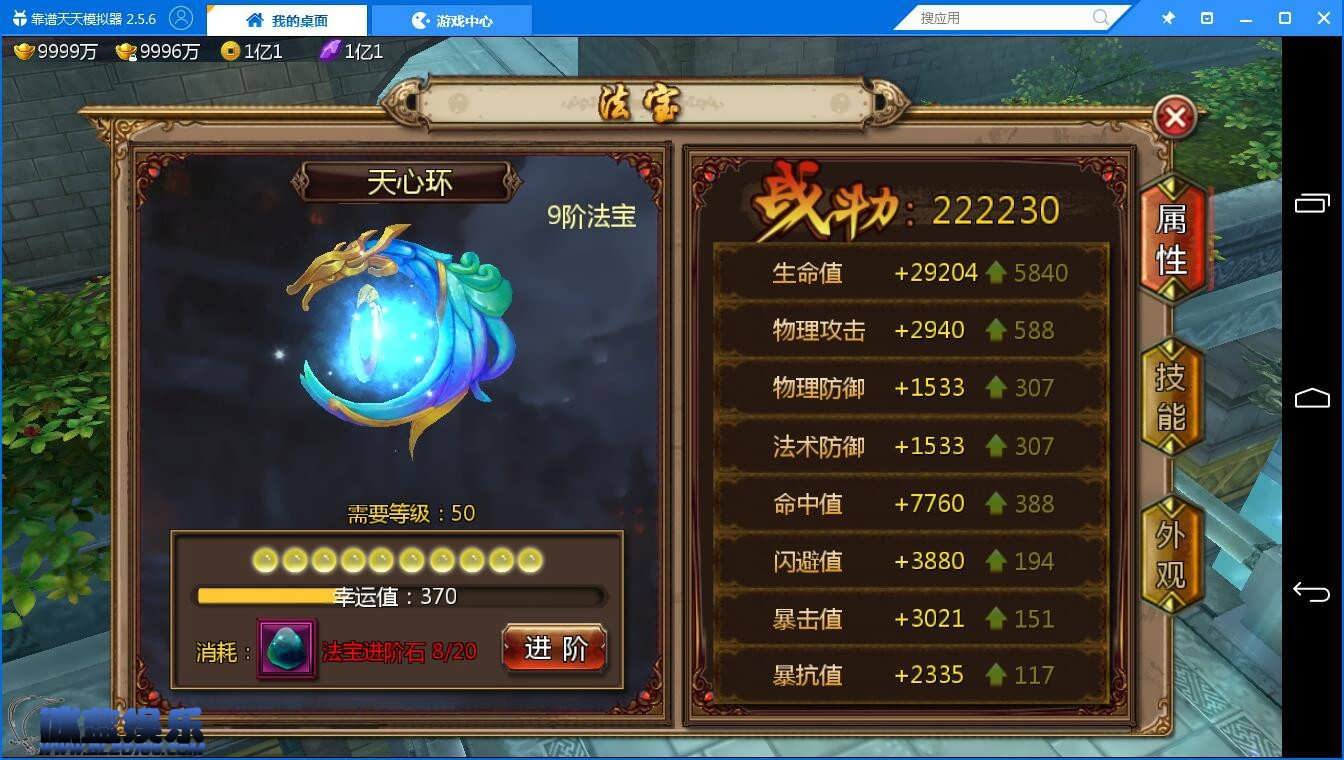 靠谱天天模拟器 2.5.6
我的桌面
游戏中心
搜应用
9999万 9996万 1亿1 1亿1
法宝
天心环
9阶法宝
需要等级：50
幸运值：370
消耗： 法宝进阶石 8/20
进阶
战斗力：222230
生命值 +29204 5840
物理攻击 +2940 588
物理防御 +1533 307
法术防御 +1533 307
命中值 +7760 388
闪避值 +3880 194
暴击值 +3021 151
暴抗值 +2335 117
属性
技能
外观
娱乐